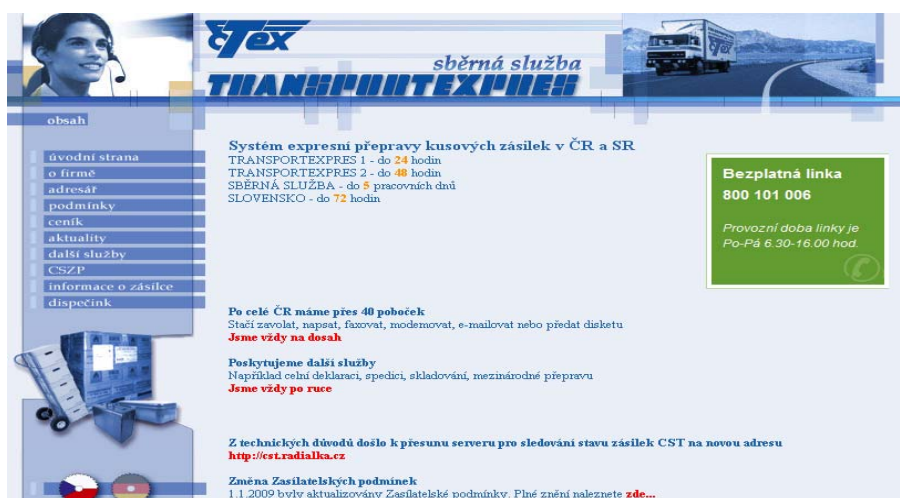 Tex
sběrná služba
TRANSPORTEXPRES
obsah
úvodní strana
o firmě
adresář
podmínky
ceník
aktuality
další služby
CSZP
informace o zásilce
dispečink
Systém expresní přepravy kusových zásilek v ČR a SR
TRANSPORTEXPRES 1 - do 24 hodin
TRANSPORTEXPRES 2 - do 48 hodin
SBĚRNÁ SLUŽBA - do 5 pracovních dnů
SLOVENSKO - do 72 hodin
Bezplatná linka
800 101 006
Provozní doba linky je
Po-Pá 6.30-16.00 hod.
Po celé ČR máme přes 40 poboček
Stačí zavolat, napsat, faxovat, modemovat, e-mailovat nebo předat disketu
Jsme vždy na dosah
Poskytujeme další služby
Například celní deklaraci, spedici, skladování, mezinárodné přepravu
Jsme vždy po ruce
Z technických důvodů došlo k přesunu serveru pro sledování stavu zásilek CST na novou adresu
http://cst.radialka.cz
Změna Zasílatelských podmínek
1.1.2009 byly aktualizovány Zasílatelské podmínky. Plné znění naleznete zde...